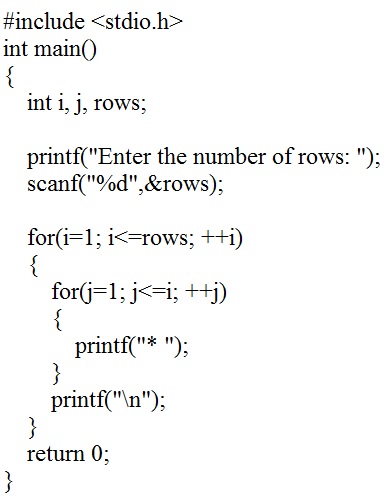 #include <stdio.h>
int main()
{
    int i, j, rows;

    printf("Enter the number of rows: ");
    scanf("%d",&rows);

    for(i=1; i<=rows; ++i)
    {
        for(j=1; j<=i; ++j)
        {
            printf("* ");
        }
        printf("\n");
    }
    return 0;
}